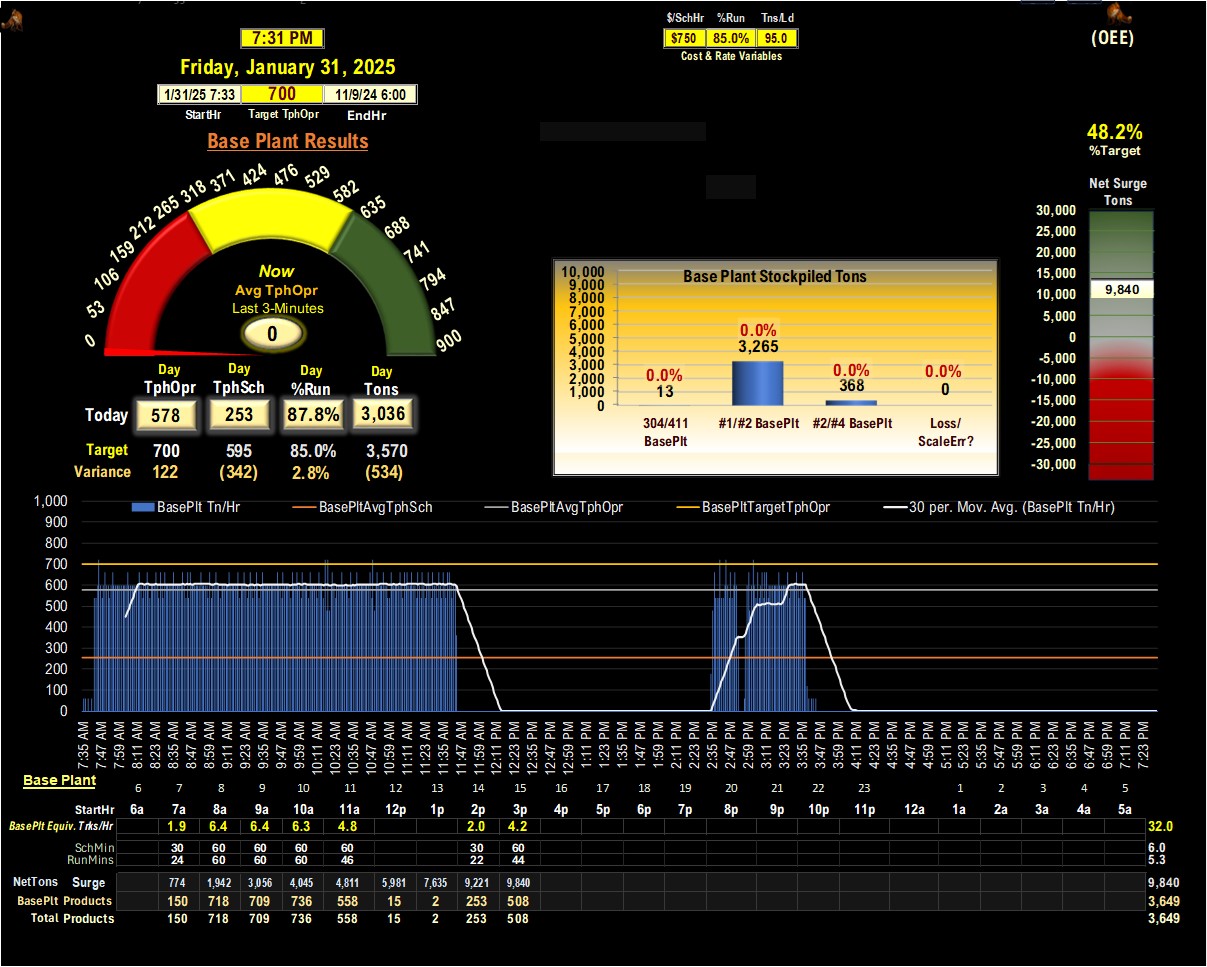 $/SchHr %Run Tns/Ld
$750 85.0% 95.0
Cost & Rate Variables
(OEE)
7:31 PM
Friday, January 31, 2025
1/31/25 7:33 700 11/9/24 6:00
StartHr Target TphOpr EndHr
Base Plant Results
48.2%
%Target
Net Surge
Tons
30,000
25,000
20,000
15,000
10,000
5,000
0
-5,000
-10,000
-15,000
-20,000
-25,000
-30,000
9,840
0 53 106 159 212 265 318 371 424 476 529 582 635 688 741 794 847 900
Now
Avg TphOpr
Last 3-Minutes
0
Day Day Day Day
TphOpr TphSch %Run Tons
Today 578 253 87.8% 3,036
Target 700 595 85.0% 3,570
Variance 122 (342) 2.8% (534)
Base Plant Stockpiled Tons
10,000
9,000
8,000
7,000
6,000
5,000
4,000
3,000
2,000
1,000
0
0.0% 0.0% 0.0% 0.0%
13 3,265 368 0
304/411 #1/#2 BasePlt #2/#4 BasePlt Loss/
BasePlt ScaleErr?
BasePlt Tn/Hr BasePltAvgTphSch BasePltAvgTphOpr BasePltTargetTphOpr 30 per. Mov. Avg. (BasePlt Tn/Hr)
1,000
900
800
700
600
500
400
300
200
100
0
7:35 AM 7:47 AM 7:59 AM 8:11 AM 8:23 AM 8:35 AM 8:47 AM 8:59 AM 9:11 AM 9:23 AM 9:35 AM 9:47 AM 9:59 AM 10:11 AM 10:23 AM 10:35 AM 10:47 AM 10:59 AM 11:11 AM 11:23 AM 11:35 AM 11:47 AM 11:59 AM 12:11 PM 12:23 PM 12:35 PM 12:47 PM 12:59 PM 1:11 PM 1:23 PM 1:35 PM 1:47 PM 1:59 PM 2:11 PM 2:23 PM 2:35 PM 2:47 PM 2:59 PM 3:11 PM 3:23 PM 3:35 PM 3:47 PM 3:59 PM 4:11 PM 4:23 PM 4:35 PM 4:47 PM 4:59 PM 5:11 PM 5:23 PM 5:35 PM 5:47 PM 5:59 PM 6:11 PM 6:23 PM 6:35 PM 6:47 PM 6:59 PM 7:11 PM 7:23 PM
Base Plant
6 7 8 9 10 11 12 13 14 15 16 17 18 19 20 21 22 23 1 2 3 4 5
StartHr 6a 7a 8a 9a 10a 11a 12p 1p 2p 3p 4p 5p 6p 7p 8p 9p 10p 11p 12a 1a 2a 3a 4a 5a
BasePlt Equiv. Trks/Hr 1.9 6.4 6.4 6.3 4.8 2.0 4.2 32.0
SchMin 30 60 60 60 60 30 60 6.0
RunMins 24 60 60 60 46 22 44 5.3
NetTons Surge 774 1,942 3,056 4,045 4,811 5,981 7,635 9,221 9,840 9,840
BasePlt Products 150 718 709 736 558 15 2 253 508 3,649
Total Products 150 718 709 736 558 15 2 253 508 3,649